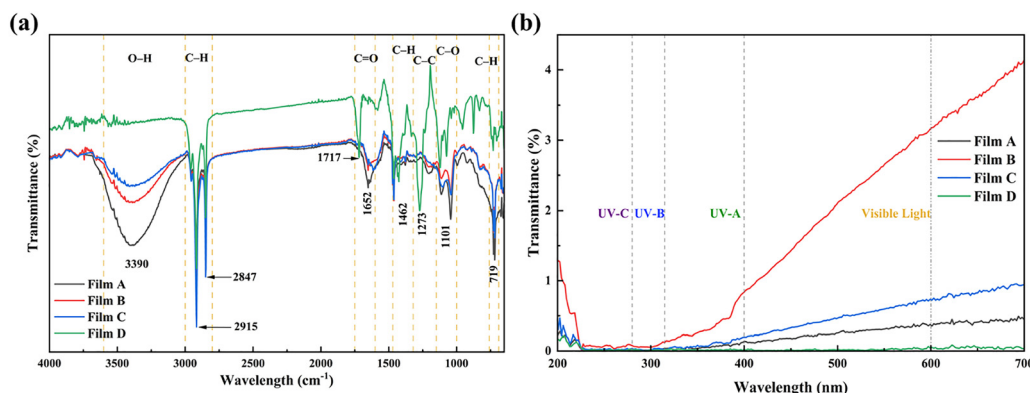 (a)
O–H
C–H
C=O
C–H
C–C
C–O
C–H
Transmittance (%)
1717
1652
1462
1273
1101
719
3390
2847
2915
Film A
Film B
Film C
Film D
4000 3500 3000 2500 2000 1500 1000
Wavelength (cm⁻¹)
(b)
4
3
2
1
0
Transmittance (%)
Film A
Film B
Film C
Film D
UV-C UV-B UV-A Visible Light
200 300 400 500 600 700
Wavelength (nm)